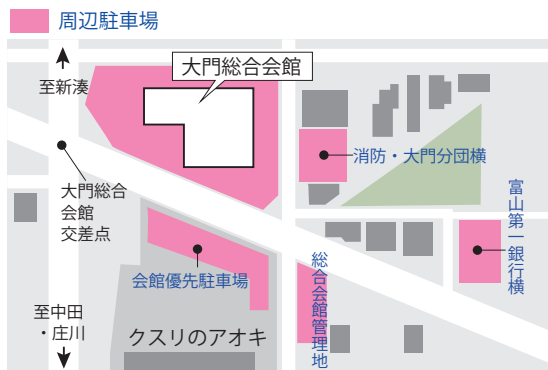 周辺駐車場
至新湊
大門総合会館
消防・大門分団横
大門総合
会館
交差点
富山第一銀行横
会館優先駐車場
総合会館管理地
至中田
・庄川
クスリのアオキ